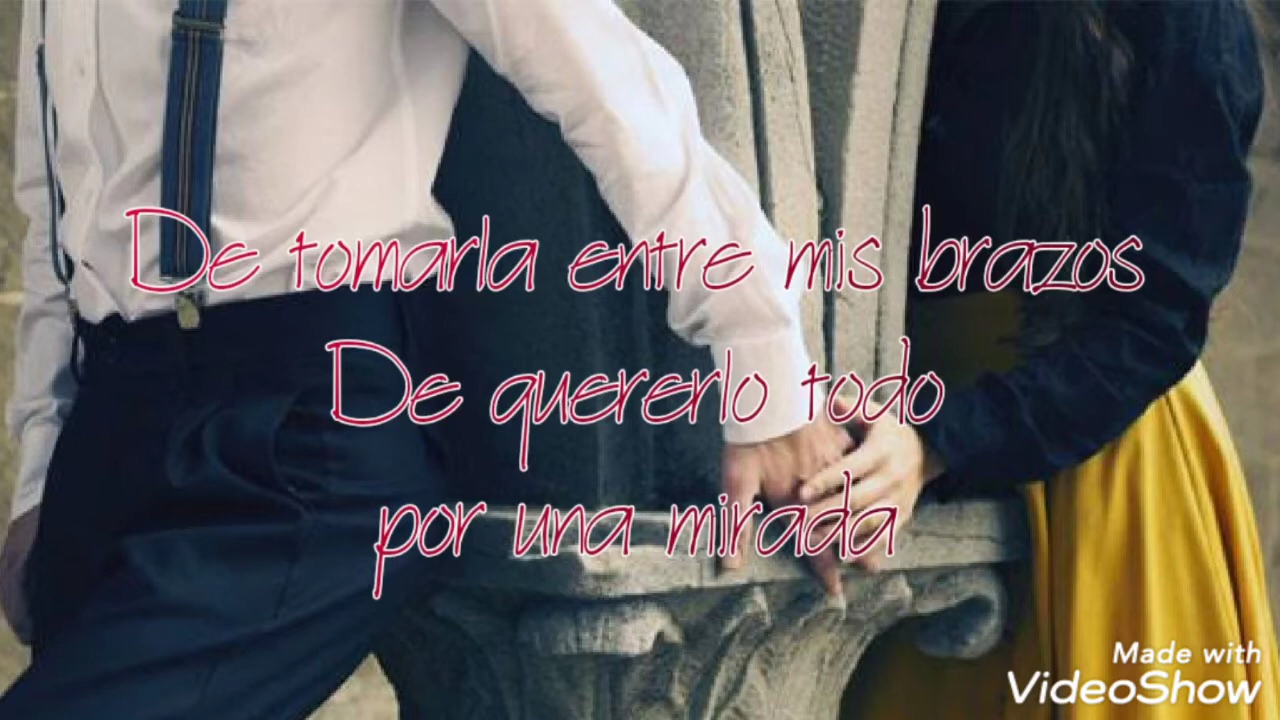 De tomarla entre mis brazos
De quererlo todo
por una mirada
Made with
VideoShow